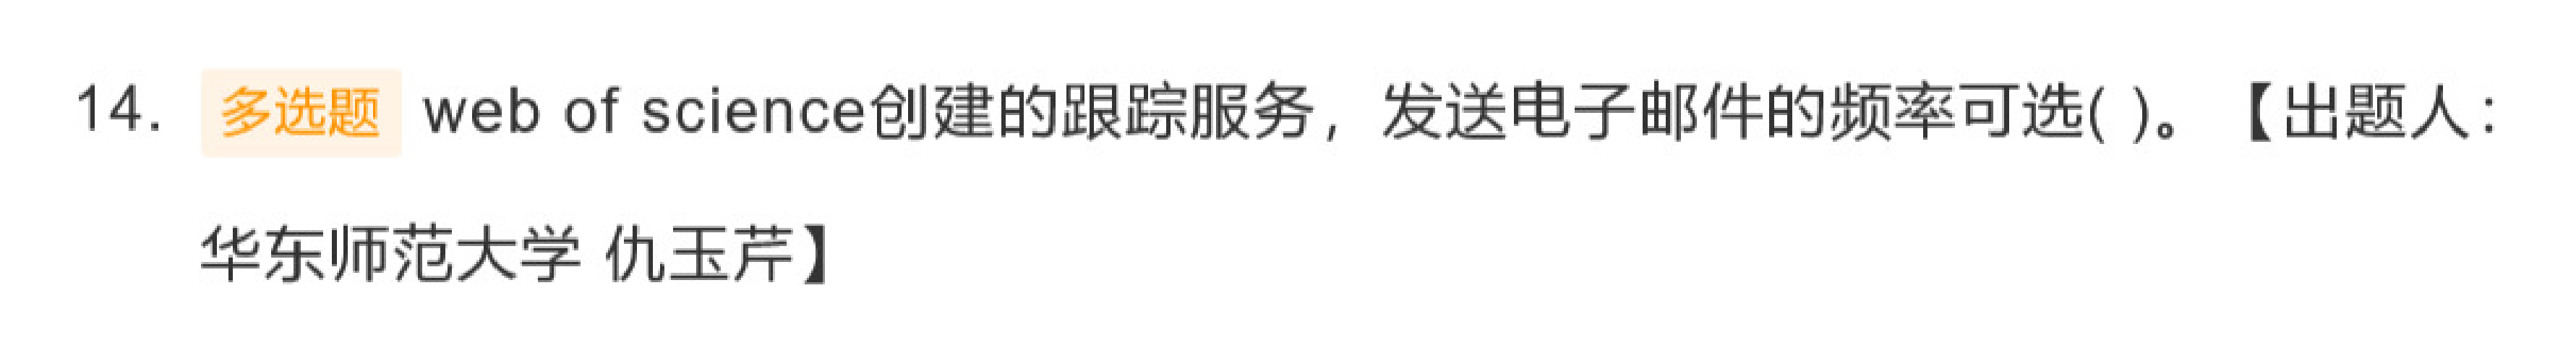 14. 多选题 web of science创建的跟踪服务，发送电子邮件的频率可选( )。【出题人：
华东师范大学 仇玉芹】